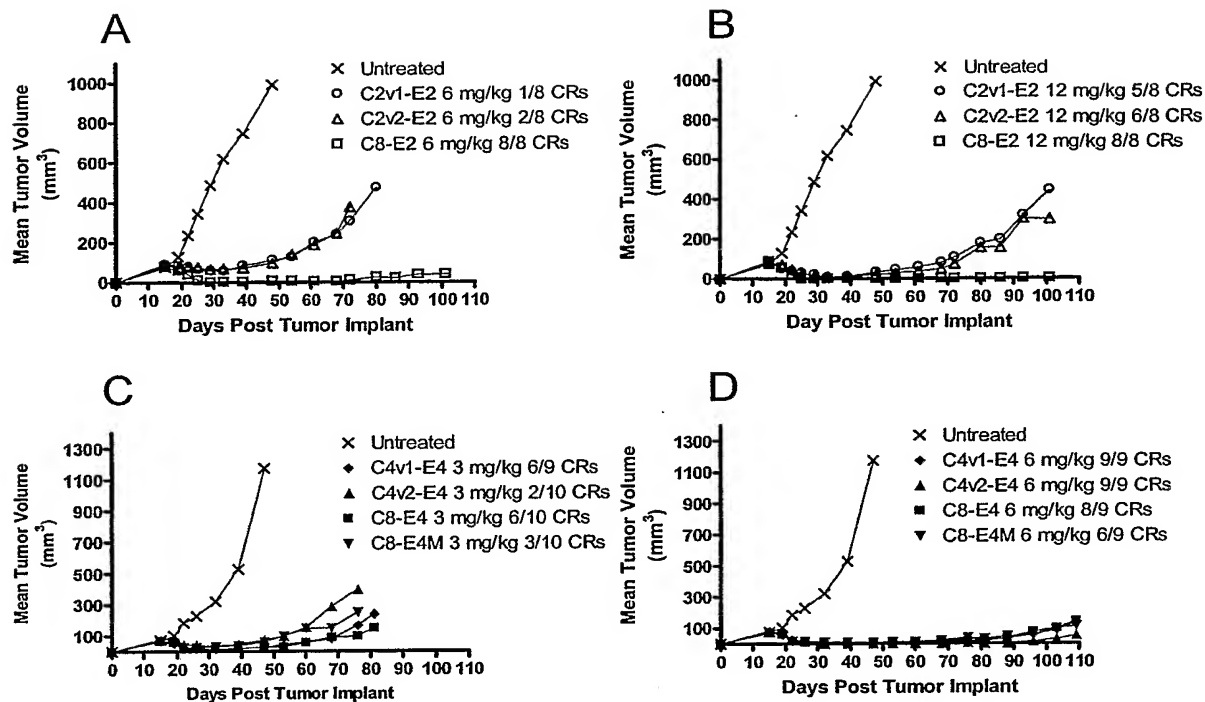 A
Mean Tumor Volume
(mm³)
1000
800
600
400
200
0
× Untreated
C2v1-E2 6 mg/kg 1/8 CRs
C2v2-E2 6 mg/kg 2/8 CRs
C8-E2 6 mg/kg 8/8 CRs
0 10 20 30 40 50 60 70 80 90 100 110
Days Post Tumor Implant
B
Mean Tumor Volume
(mm³)
1000
800
600
400
200
0
× Untreated
C2v1-E2 12 mg/kg 5/8 CRs
C2v2-E2 12 mg/kg 6/8 CRs
C8-E2 12 mg/kg 8/8 CRs
0 10 20 30 40 50 60 70 80 90 100 110
Day Post Tumor Implant
C
Mean Tumor Volume
(mm³)
1300
1100
900
700
500
300
100
× Untreated
C4v1-E4 3 mg/kg 6/9 CRs
C4v2-E4 3 mg/kg 2/10 CRs
C8-E4 3 mg/kg 6/10 CRs
C8-E4M 3 mg/kg 3/10 CRs
0 10 20 30 40 50 60 70 80 90 100 110
Days Post Tumor Implant
D
Mean Tumor Volume
(mm³)
1300
1100
900
700
500
300
100
× Untreated
C4v1-E4 6 mg/kg 9/9 CRs
C4v2-E4 6 mg/kg 9/9 CRs
C8-E4 6 mg/kg 8/9 CRs
C8-E4M 6 mg/kg 6/9 CRs
0 10 20 30 40 50 60 70 80 90 100 110
Days Post Tumor Implant